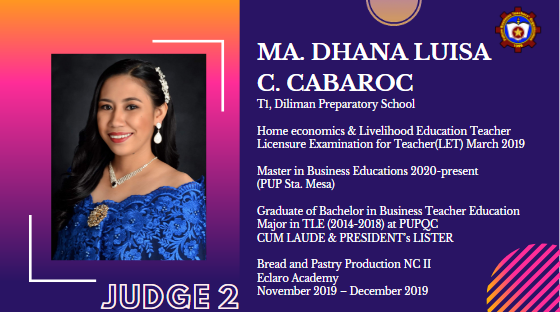 MA. DHANA LUISA
C. CABAROC
T1, Diliman Preparatory School
Home economics & Livelihood Education Teacher
Licensure Examination for Teacher(LET) March 2019
Master in Business Educations 2020-present
(PUP Sta. Mesa)
Graduate of Bachelor in Business Teacher Education
Major in TLE (2014-2018) at PUPQC
CUM LAUDE & PRESIDENT's LISTER
Bread and Pastry Production NC II
Eclaro Academy
November 2019 – December 2019
JUDGE 2